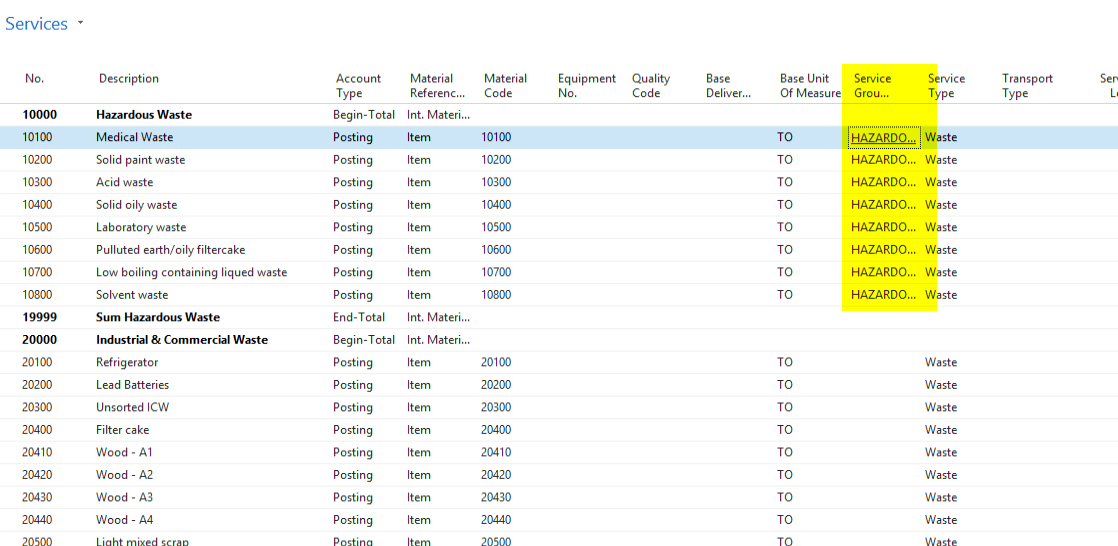 Services
No. Description Account Type Material Referenc... Material Code Equipment No. Quality Code Base Deliver... Base Unit Of Measure Service Grou... Service Type Transport Type Ser
10000 Hazardous Waste Begin-Total Int. Materi...
10100 Medical Waste Posting Item 10100 TO HAZARDO... Waste
10200 Solid paint waste Posting Item 10200 TO HAZARDO... Waste
10300 Acid waste Posting Item 10300 TO HAZARDO... Waste
10400 Solid oily waste Posting Item 10400 TO HAZARDO... Waste
10500 Laboratory waste Posting Item 10500 TO HAZARDO... Waste
10600 Pulluted earth/oily filtercake Posting Item 10600 TO HAZARDO... Waste
10700 Low boiling containing liqued waste Posting Item 10700 TO HAZARDO... Waste
10800 Solvent waste Posting Item 10800 TO HAZARDO... Waste
19999 Sum Hazardous Waste End-Total Int. Materi...
20000 Industrial & Commercial Waste Begin-Total Int. Materi...
20100 Refrigerator Posting Item 20100 TO Waste
20200 Lead Batteries Posting Item 20200 TO Waste
20300 Unsorted ICW Posting Item 20300 TO Waste
20400 Filter cake Posting Item 20400 TO Waste
20410 Wood - A1 Posting Item 20410 TO Waste
20420 Wood - A2 Posting Item 20420 TO Waste
20430 Wood - A3 Posting Item 20430 TO Waste
20440 Wood - A4 Posting Item 20440 TO Waste
20500 Light mixed scrap Posting Item 20500 TO Waste